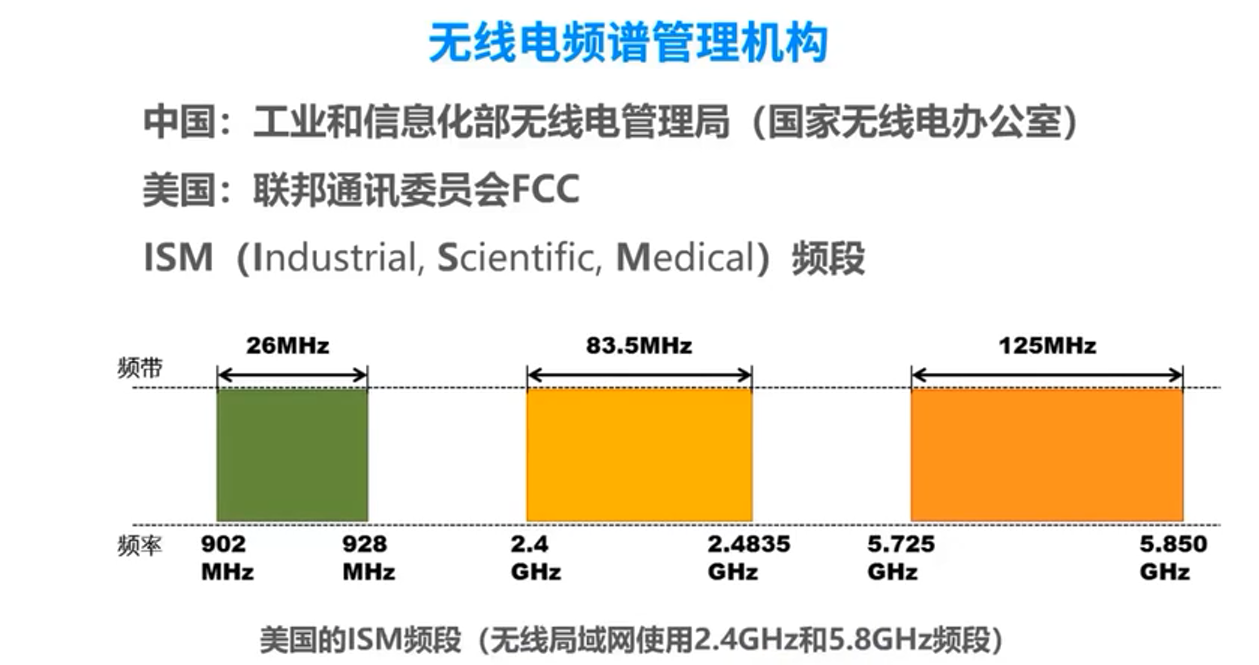 无线电频谱管理机构
中国：工业和信息化部无线电管理局（国家无线电办公室）
美国：联邦通讯委员会FCC
ISM（Industrial, Scientific, Medical）频段
26MHz 83.5MHz 125MHz
频带
频率 902 928 2.4 2.4835 5.725 5.850
MHz MHz GHz GHz GHz GHz
美国的ISM频段（无线局域网使用2.4GHz和5.8GHz频段）